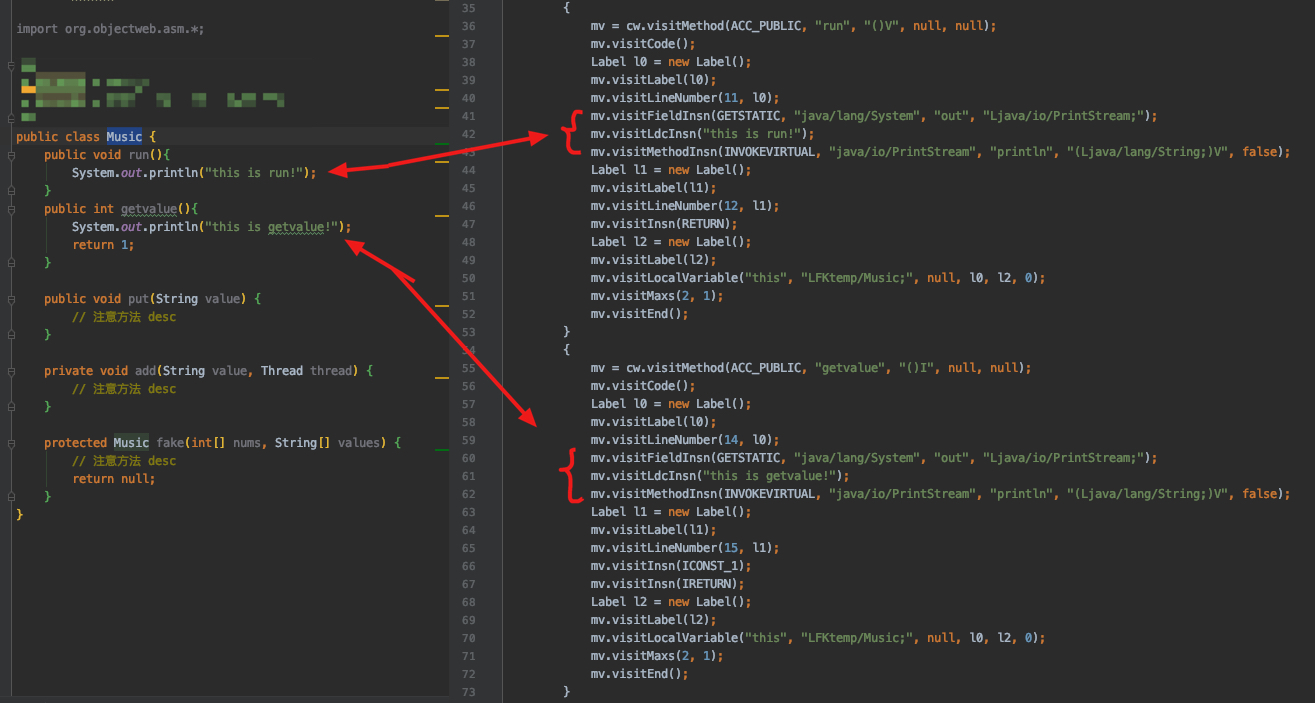 import org.objectweb.asm.*;
public class Music {
public void run(){
System.out.println("this is run!");
}
public int getvalue(){
System.out.println("this is getvalue!");
return 1;
}
public void put(String value) {
// 注意方法 desc
}
private void add(String value, Thread thread) {
// 注意方法 desc
}
protected Music fake(int[] nums, String[] values) {
// 注意方法 desc
return null;
}
}
35 {
36 mv = cw.visitMethod(ACC_PUBLIC, "run", "()V", null, null);
37 mv.visitCode();
38 Label l0 = new Label();
39 mv.visitLabel(l0);
40 mv.visitLineNumber(11, l0);
41 mv.visitFieldInsn(GETSTATIC, "java/lang/System", "out", "Ljava/io/PrintStream;");
42 mv.visitLdcInsn("this is run!");
43 mv.visitMethodInsn(INVOKEVIRTUAL, "java/io/PrintStream", "println", "(Ljava/lang/String;)V", false);
44 Label l1 = new Label();
45 mv.visitLabel(l1);
46 mv.visitLineNumber(12, l1);
47 mv.visitInsn(RETURN);
48 Label l2 = new Label();
49 mv.visitLabel(l2);
50 mv.visitLocalVariable("this", "LFKtemp/Music;", null, l0, l2, 0);
51 mv.visitMaxs(2, 1);
52 mv.visitEnd();
53 }
54 {
55 mv = cw.visitMethod(ACC_PUBLIC, "getvalue", "()I", null, null);
56 mv.visitCode();
57 Label l0 = new Label();
58 mv.visitLabel(l0);
59 mv.visitLineNumber(14, l0);
60 mv.visitFieldInsn(GETSTATIC, "java/lang/System", "out", "Ljava/io/PrintStream;");
61 mv.visitLdcInsn("this is getvalue!");
62 mv.visitMethodInsn(INVOKEVIRTUAL, "java/io/PrintStream", "println", "(Ljava/lang/String;)V", false);
63 Label l1 = new Label();
64 mv.visitLabel(l1);
65 mv.visitLineNumber(15, l1);
66 mv.visitInsn(ICONST_1);
67 mv.visitInsn(IRETURN);
68 Label l2 = new Label();
69 mv.visitLabel(l2);
70 mv.visitLocalVariable("this", "LFKtemp/Music;", null, l0, l2, 0);
71 mv.visitMaxs(2, 1);
72 mv.visitEnd();
73 }